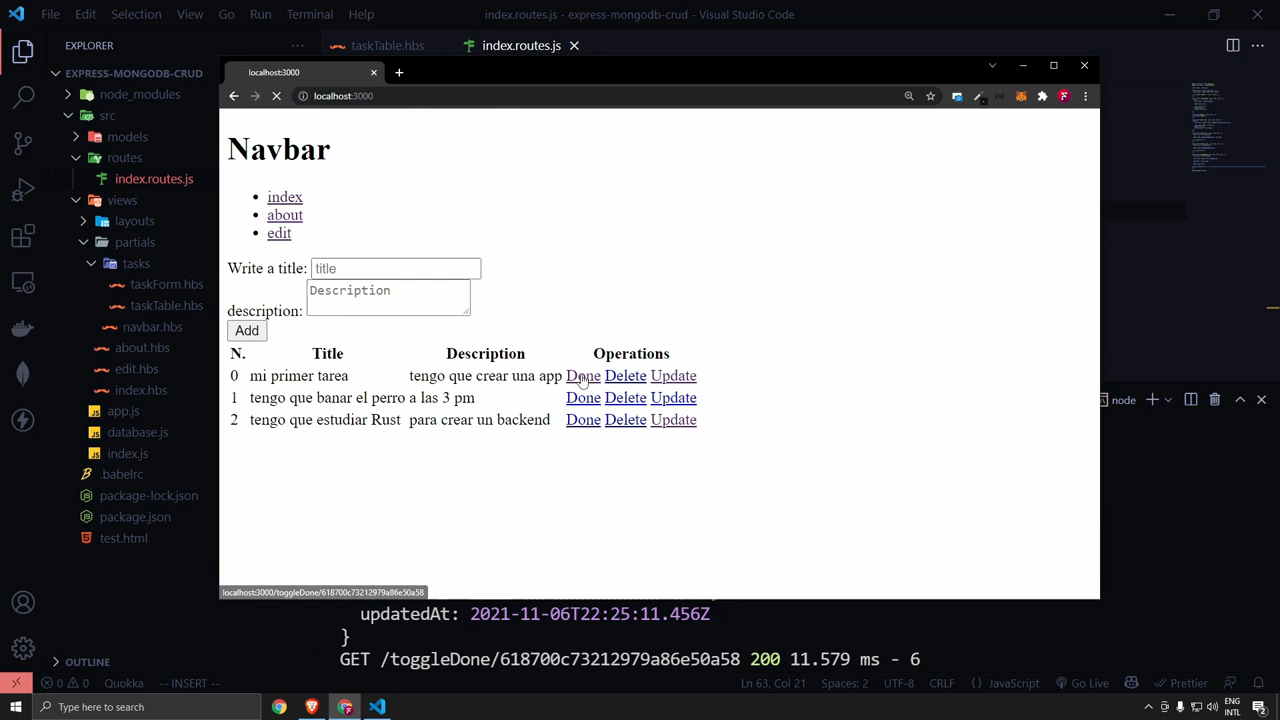 File Edit Selection View Go Run Terminal Help index.routes.js - express-mongodb-crud - Visual Studio Code
EXPLORER
taskTable.hbs
index.routes.js
EXPRESS-MONGODB-CRUD
node_modules
src
models
routes
index.routes.js
views
layouts
partials
tasks
taskForm.hbs
taskTable.hbs
navbar.hbs
about.hbs
edit.hbs
index.hbs
app.js
database.js
index.js
.babelrc
package-lock.json
package.json
test.html
OUTLINE
localhost:3000
localhost:3000
Navbar
index
about
edit
Write a title: title
description: Description
Add
N. Title Description Operations
0 mi primer tarea tengo que crear una app Done Delete Update
1 tengo que banar el perro a las 3 pm Done Delete Update
2 tengo que estudiar Rust para crear un backend Done Delete Update
localhost:3000/toggleDone/618700c73212979a86e50a58
node
updatedAt: 2021-11-06T22:25:11.456Z
}
GET /toggleDone/618700c73212979a86e50a58 200 11.579 ms - 6
0 0 Quokka -- INSERT -- Ln 63, Col 21 Spaces: 2 UTF-8 CRLF {} JavaScript Go Live Prettier
Type here to search
ENG
INTL